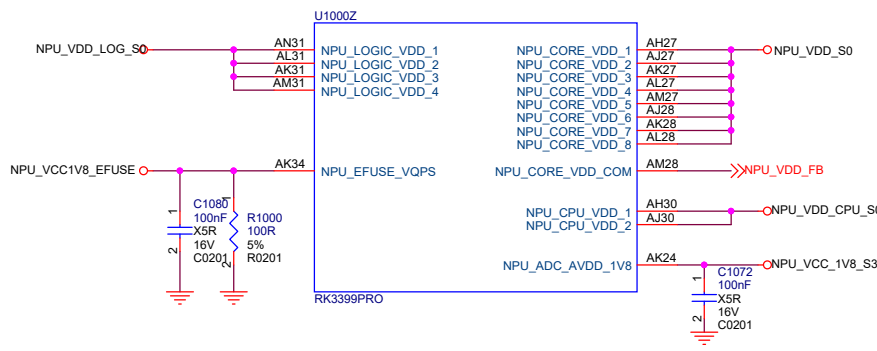 U1000Z
NPU_VDD_LOG_S0
AN31
AL31
AK31
AM31
NPU_LOGIC_VDD_1
NPU_LOGIC_VDD_2
NPU_LOGIC_VDD_3
NPU_LOGIC_VDD_4
NPU_CORE_VDD_1
NPU_CORE_VDD_2
NPU_CORE_VDD_3
NPU_CORE_VDD_4
NPU_CORE_VDD_5
NPU_CORE_VDD_6
NPU_CORE_VDD_7
NPU_CORE_VDD_8
AH27
AJ27
AK27
AL27
AM27
AJ28
AK28
AL28
NPU_VDD_S0
NPU_VCC1V8_EFUSE
AK34
NPU_EFUSE_VQPS
NPU_CORE_VDD_COM
AM28
NPU_VDD_FB
1
C1080
100nF
X5R
16V
C0201
2
1
R1000
100R
5%
R0201
2
NPU_CPU_VDD_1
NPU_CPU_VDD_2
AH30
AJ30
NPU_VDD_CPU_S0
NPU_ADC_AVDD_1V8
AK24
NPU_VCC_1V8_S3
1
C1072
100nF
X5R
16V
C0201
2
RK3399PRO